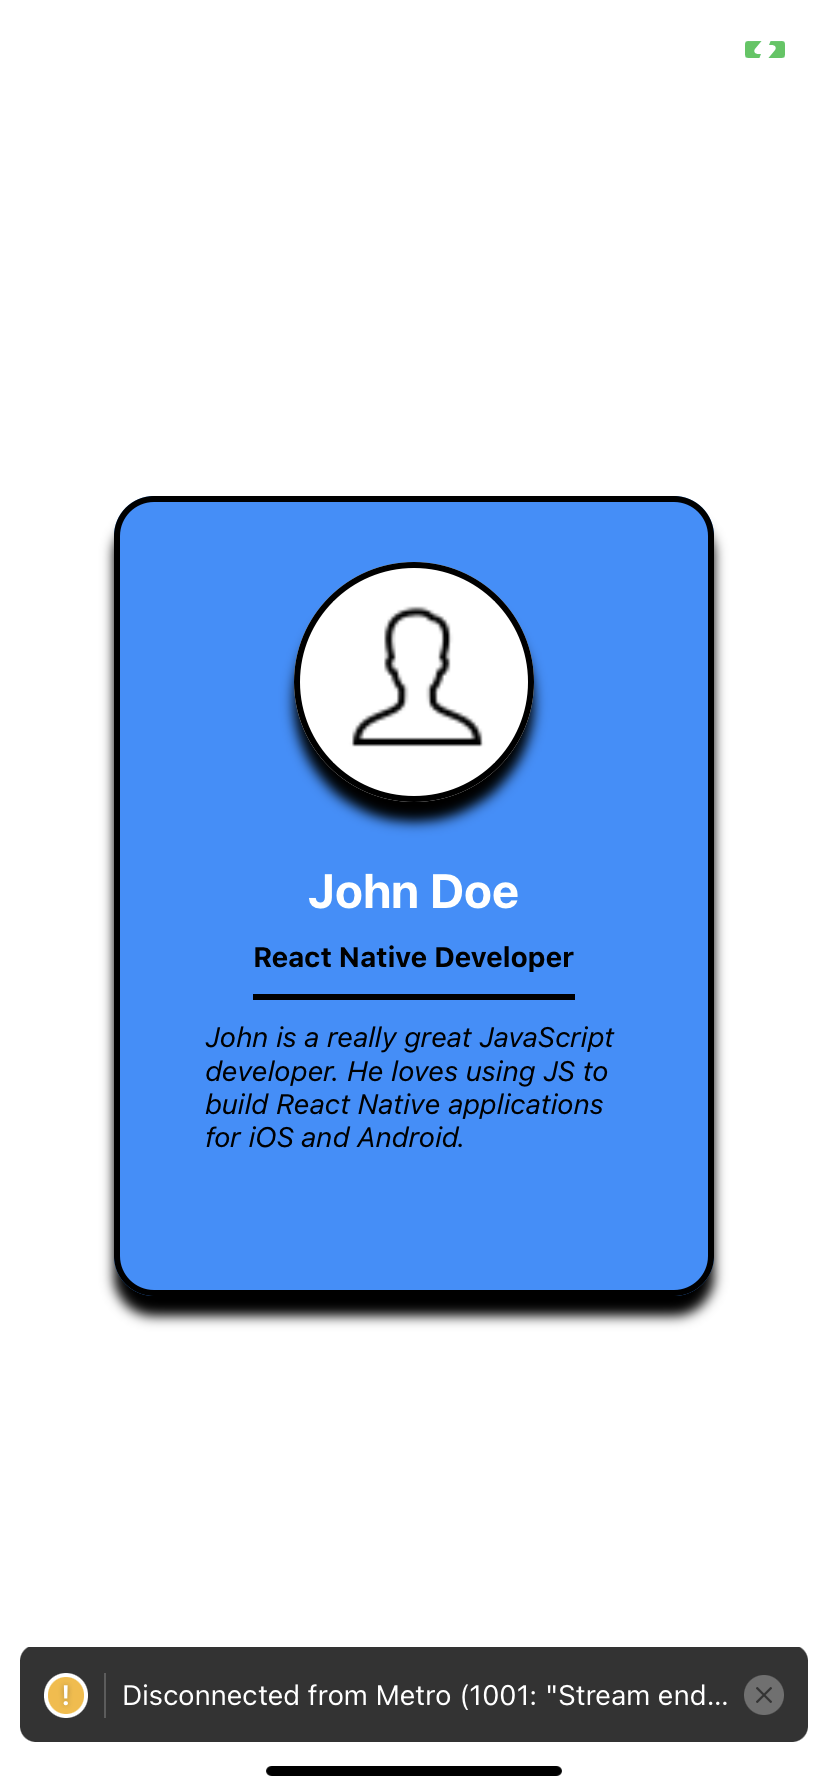 John Doe
React Native Developer
John is a really great JavaScript
developer. He loves using JS to
build React Native applications
for iOS and Android.
! Disconnected from Metro (1001: "Stream end...